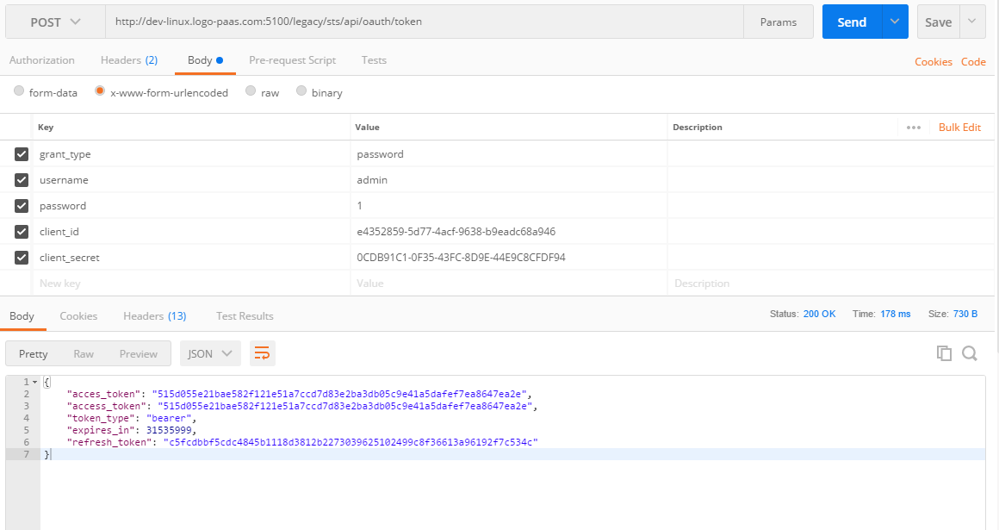 POST http://dev-linux.logo-paas.com:5100/legacy/sts/api/oauth/token Params Send Save
Authorization Headers (2) Body Pre-request Script Tests Cookies Code
form-data x-www-form-urlencoded raw binary
Key Value Description ••• Bulk Edit
grant_type password
username admin
password 1
client_id e4352859-5d77-4acf-9638-b9eadc68a946
client_secret 0CDB91C1-0F35-43FC-8D9E-44E9C8CFDF94
New key Value Description
Body Cookies Headers (13) Test Results Status: 200 OK Time: 178 ms Size: 730 B
Pretty Raw Preview JSON
1 {
2 "acces_token": "515d055e21bae582f121e51a7ccd7d83e2ba3db05c9e41a5dafef7ea8647ea2e",
3 "access_token": "515d055e21bae582f121e51a7ccd7d83e2ba3db05c9e41a5dafef7ea8647ea2e",
4 "token_type": "bearer",
5 "expires_in": 31535999,
6 "refresh_token": "c5fcdbbf5cdc4845b1118d3812b2273039625102499c8f36613a96192f7c534c"
7 }